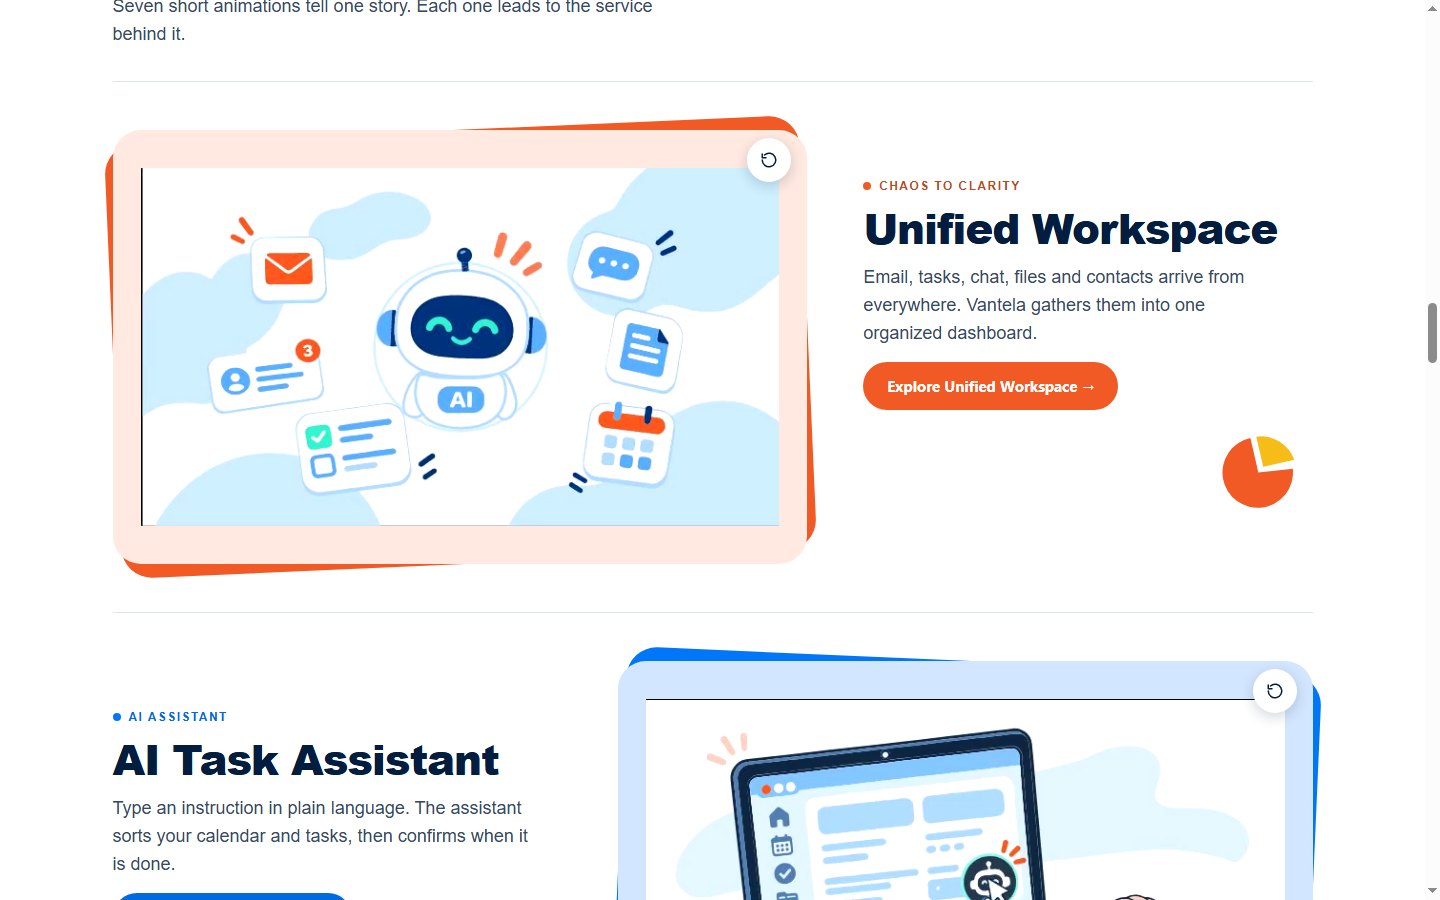 Seven short animations tell one story. Each one leads to the service
behind it.
CHAOS TO CLARITY
Unified Workspace
Email, tasks, chat, files and contacts arrive from
everywhere. Vantela gathers them into one
organized dashboard.
Explore Unified Workspace →
3
AI
AI ASSISTANT
AI Task Assistant
Type an instruction in plain language. The assistant
sorts your calendar and tasks, then confirms when it
is done.